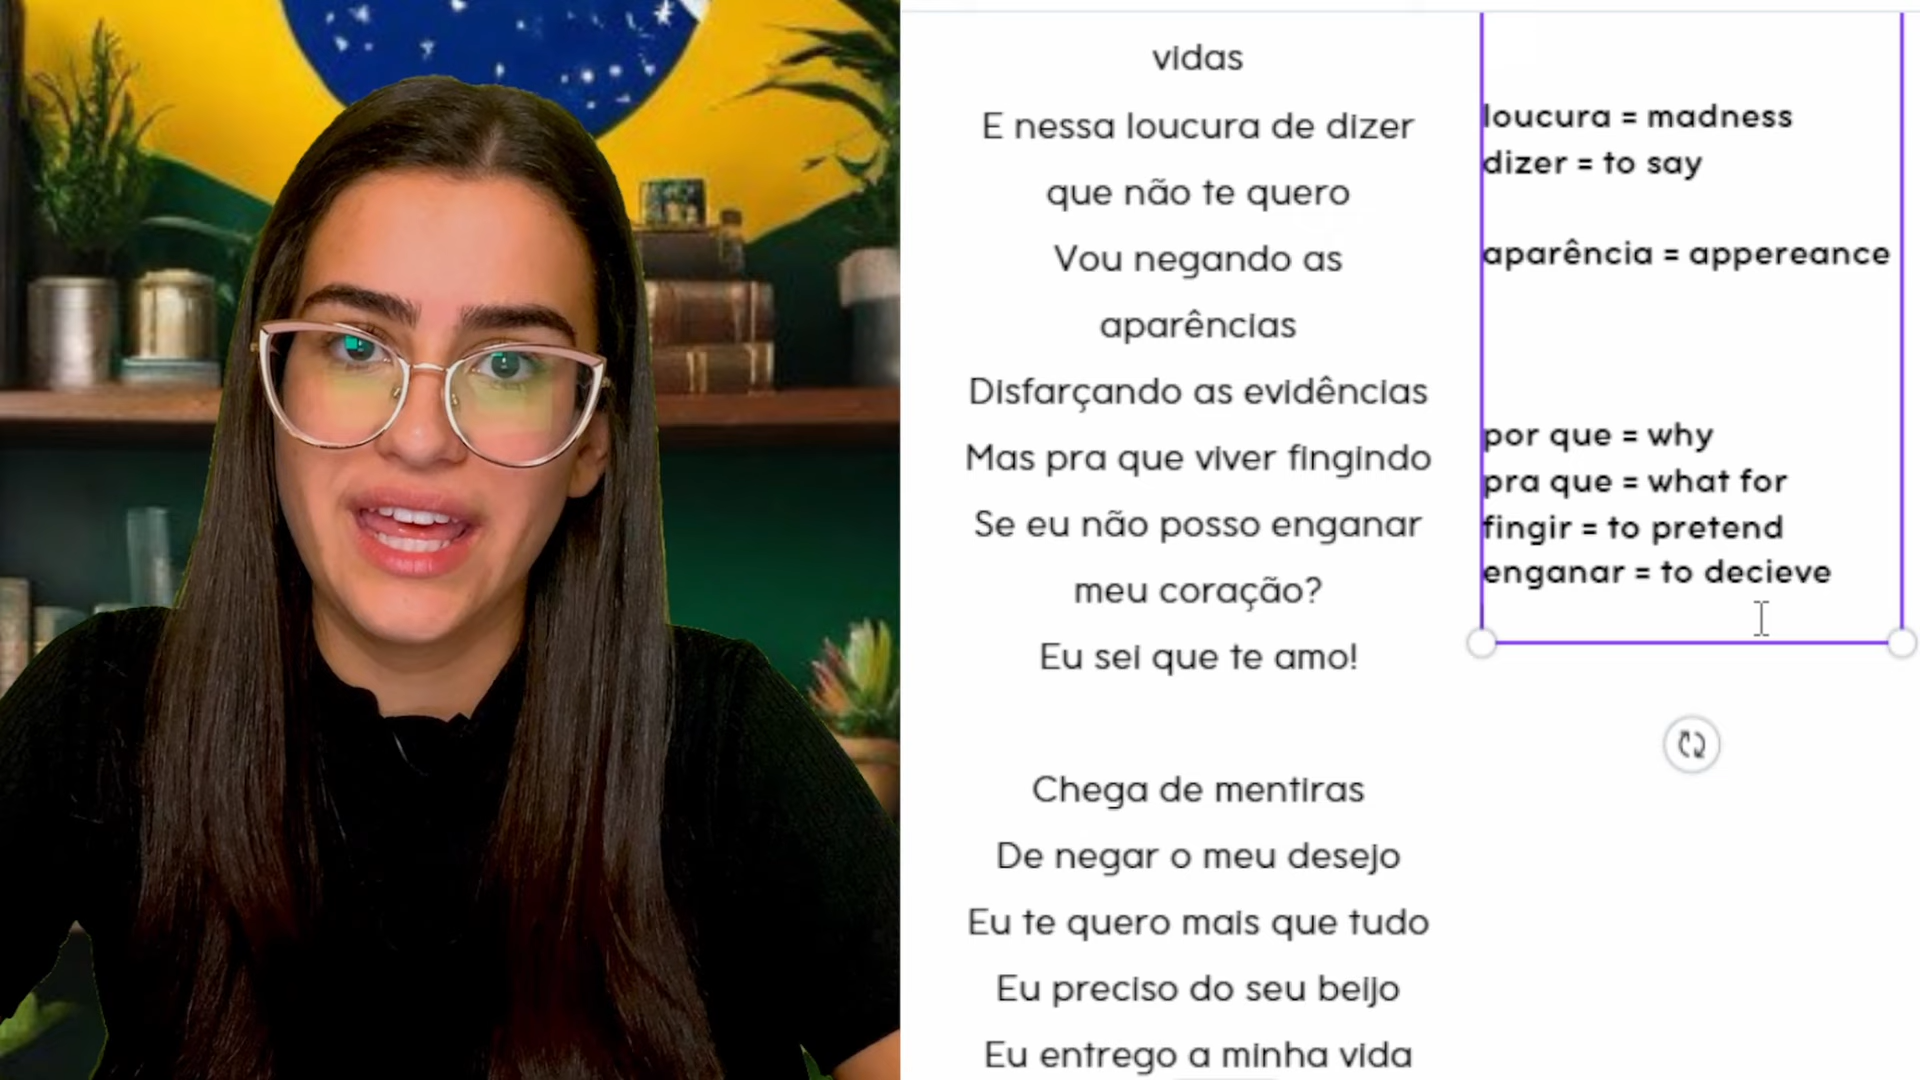 vidas
E nessa loucura de dizer
que não te quero
Vou negando as
aparências
Disfarçando as evidências
Mas pra que viver fingindo
Se eu não posso enganar
meu coração?
Eu sei que te amo!
Chega de mentiras
De negar o meu desejo
Eu te quero mais que tudo
Eu preciso do seu beijo
Eu entrego a minha vida
loucura = madness
dizer = to say
aparência = appereance
por que = why
pra que = what for
fingir = to pretend
enganar = to decieve